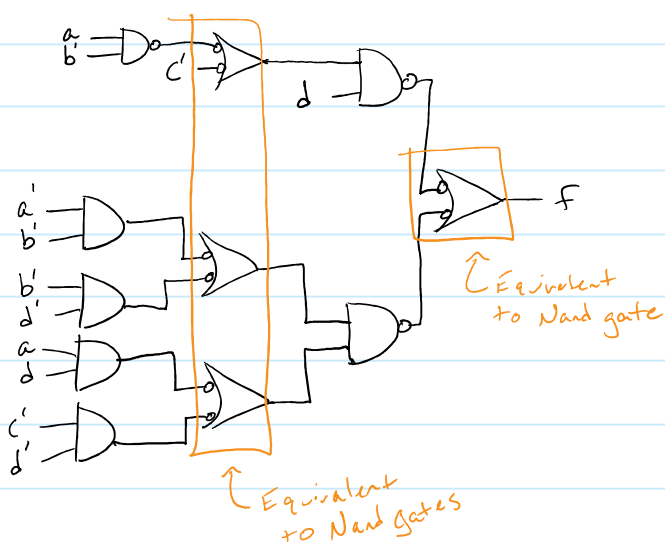 a
b'
c'
d
a'
b'
b'
d'
a
d
c'
d'
f
Equivalent
to Nand gate
Equivalent
to Nand gates